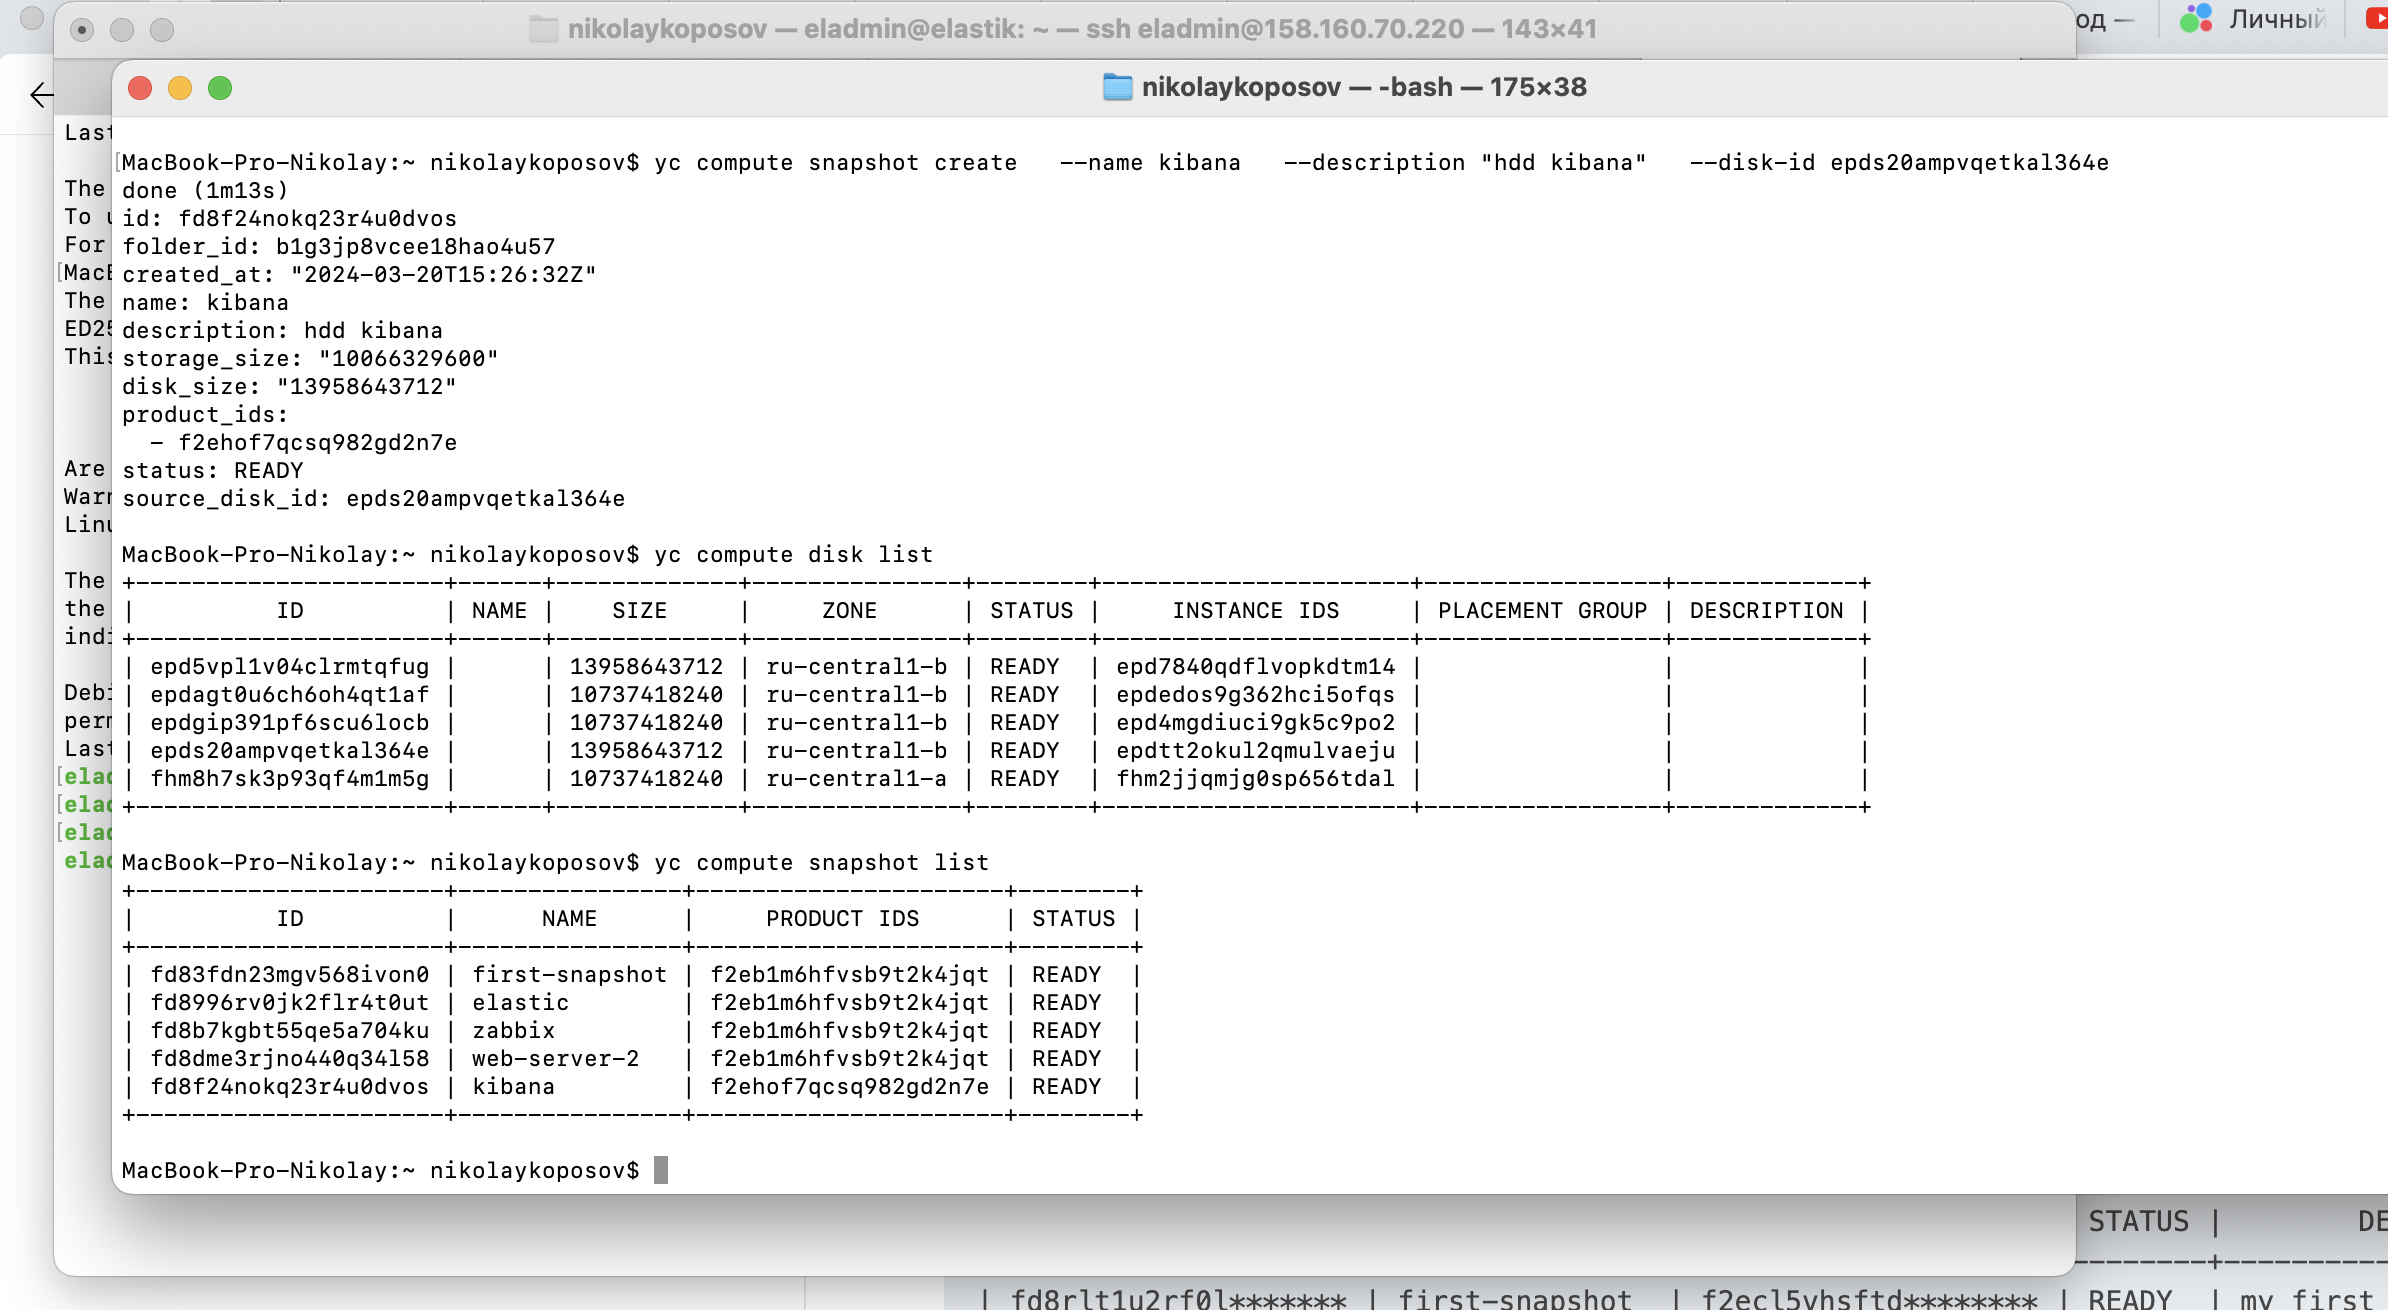 nikolaykoposov — eladmin@elastik: ~ — ssh eladmin@158.160.70.220 — 143×41
од —
Личный
nikolaykoposov — -bash — 175×38
Last
The
To u
For
MacB
The
ED25
This
Are
Warn
Linu
The
the
indi
Debi
perm
Last
elad
elad
elad
elad
MacBook-Pro-Nikolay:~ nikolaykoposov$ yc compute snapshot create   --name kibana   --description "hdd kibana"   --disk-id epds20ampvqetkal364e
done (1m13s)
id: fd8f24nokq23r4u0dvos
folder_id: b1g3jp8vcee18hao4u57
created_at: "2024-03-20T15:26:32Z"
name: kibana
description: hdd kibana
storage_size: "10066329600"
disk_size: "13958643712"
product_ids:
  - f2ehof7qcsq982gd2n7e
status: READY
source_disk_id: epds20ampvqetkal364e
MacBook-Pro-Nikolay:~ nikolaykoposov$ yc compute disk list
| ID | NAME | SIZE | ZONE | STATUS | INSTANCE IDS | PLACEMENT GROUP | DESCRIPTION |
| epd5vpl1v04clrmtqfug | | 13958643712 | ru-central1-b | READY | epd7840qdflvopkdtm14 | | |
| epdagt0u6ch6oh4qt1af | | 10737418240 | ru-central1-b | READY | epdedos9g362hci5ofqs | | |
| epdgip391pf6scu6locb | | 10737418240 | ru-central1-b | READY | epd4mgdiuci9gk5c9po2 | | |
| epds20ampvqetkal364e | | 13958643712 | ru-central1-b | READY | epdtt2okul2qmulvaeju | | |
| fhm8h7sk3p93qf4m1m5g | | 10737418240 | ru-central1-a | READY | fhm2jjqmjg0sp656tdal | | |
MacBook-Pro-Nikolay:~ nikolaykoposov$ yc compute snapshot list
| ID | NAME | PRODUCT IDS | STATUS |
| fd83fdn23mgv568ivon0 | first-snapshot | f2eb1m6hfvsb9t2k4jqt | READY |
| fd8996rv0jk2flr4t0ut | elastic | f2eb1m6hfvsb9t2k4jqt | READY |
| fd8b7kgbt55qe5a704ku | zabbix | f2eb1m6hfvsb9t2k4jqt | READY |
| fd8dme3rjno440q34l58 | web-server-2 | f2eb1m6hfvsb9t2k4jqt | READY |
| fd8f24nokq23r4u0dvos | kibana | f2ehof7qcsq982gd2n7e | READY |
MacBook-Pro-Nikolay:~ nikolaykoposov$
STATUS | DE
| fd8rlt1u2rf0l******* | first-snapshot | f2ecl5vhsftd******** | READY | my first